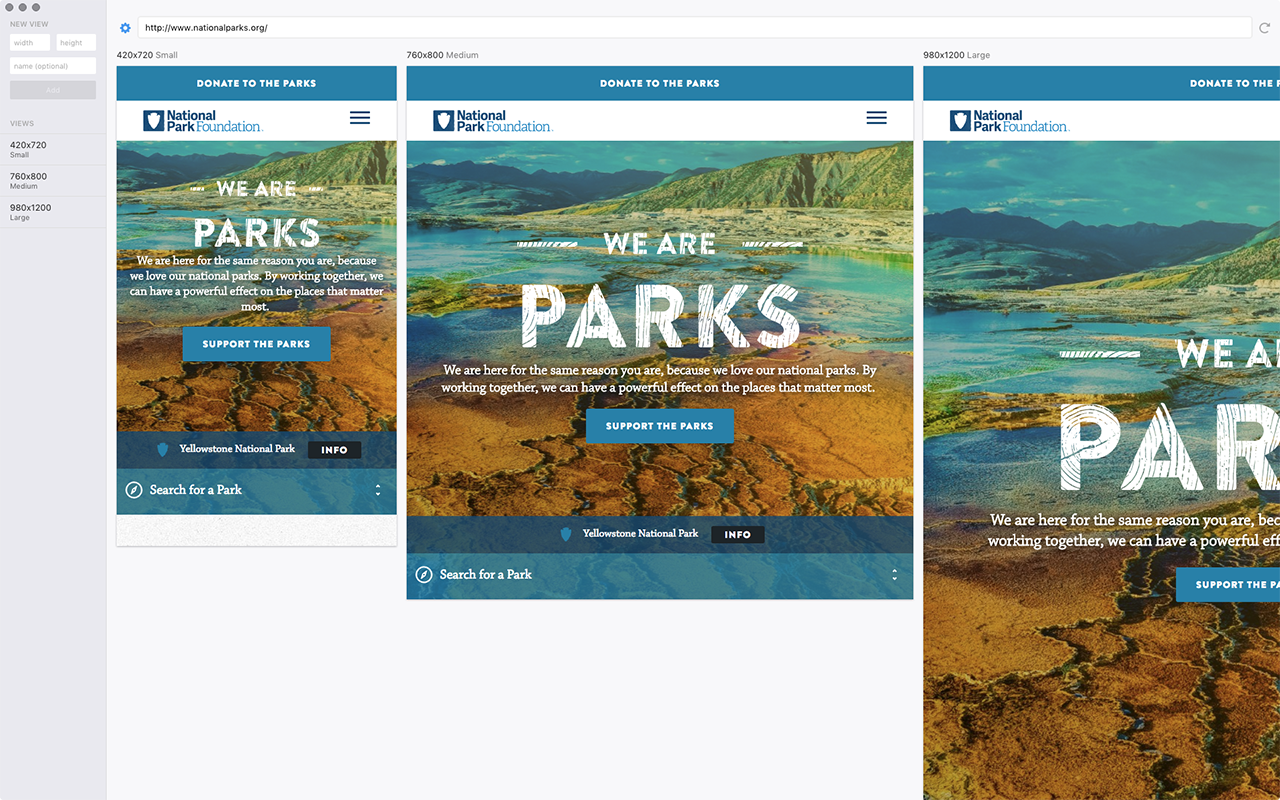 NEW VIEW
width height
name (optional)
Add
VIEWS
420x720
Small
760x800
Medium
980x1200
Large
http://www.nationalparks.org/
420x720 Small
DONATE TO THE PARKS
National
Park Foundation.
WE ARE
PARKS
We are here for the same reason you are, because
we love our national parks. By working together, we
can have a powerful effect on the places that matter
most.
SUPPORT THE PARKS
Yellowstone National Park INFO
Search for a Park
760x800 Medium
DONATE TO THE PARKS
National
Park Foundation.
WE ARE
PARKS
We are here for the same reason you are, because we love our national parks. By
working together, we can have a powerful effect on the places that matter most.
SUPPORT THE PARKS
Yellowstone National Park INFO
Search for a Park
980x1200 Large
DONATE TO THE P
National
Park Foundation.
WE A
PAR
We are here for the same reason you are, bec
working together, we can have a powerful effe
SUPPORT THE PA